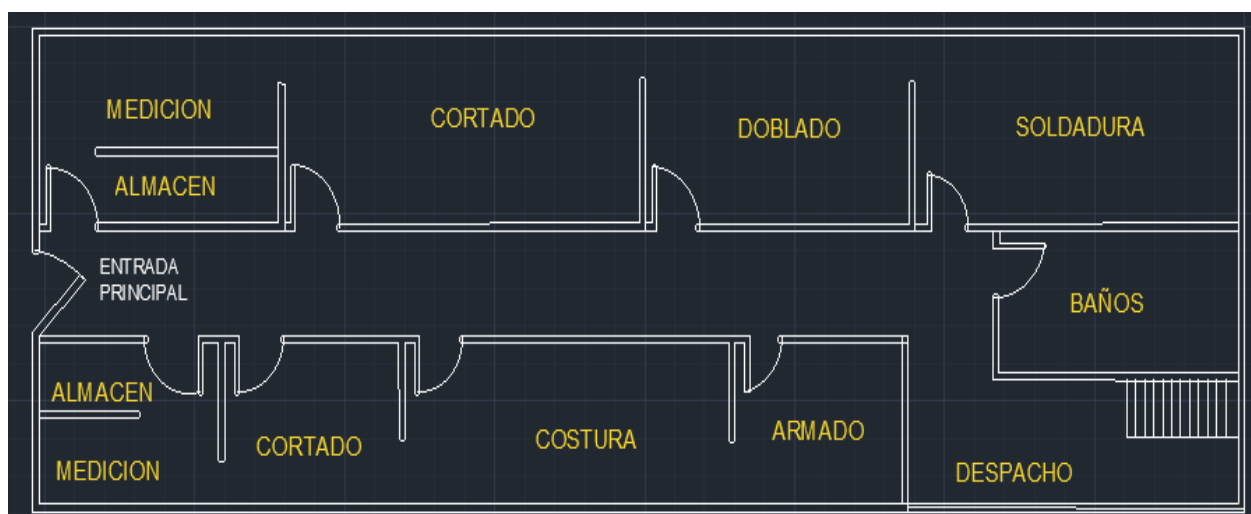 MEDICION
CORTADO
DOBLADO
SOLDADURA
ALMACEN
ENTRADA
PRINCIPAL
BAÑOS
ALMACEN
MEDICION
CORTADO
COSTURA
ARMADO
DESPACHO